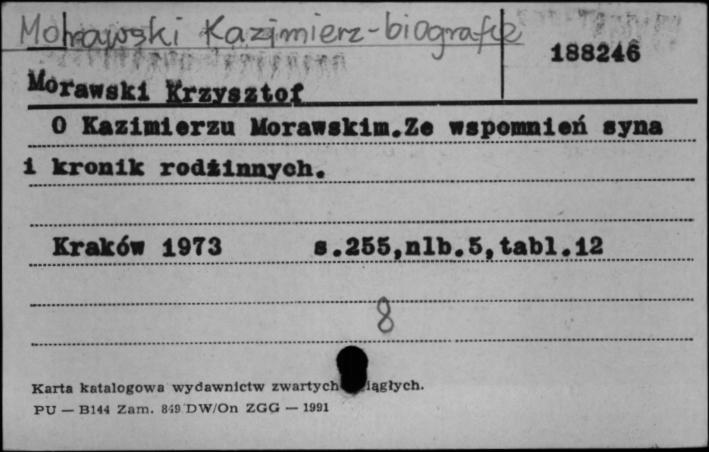 Morawski Kazimierz-biografie
188246
Morawski Krzysztof
O Kazimierzu Morawskim.Ze wspomnień syna
i kronik rodzinnych.
Kraków 1973 s.255,nlb.5,tabl.12
8
Karta katalogowa wydawnictw zwartych iągłych.
PU — B144 Zam. 849 DW/On ZGG — 1991